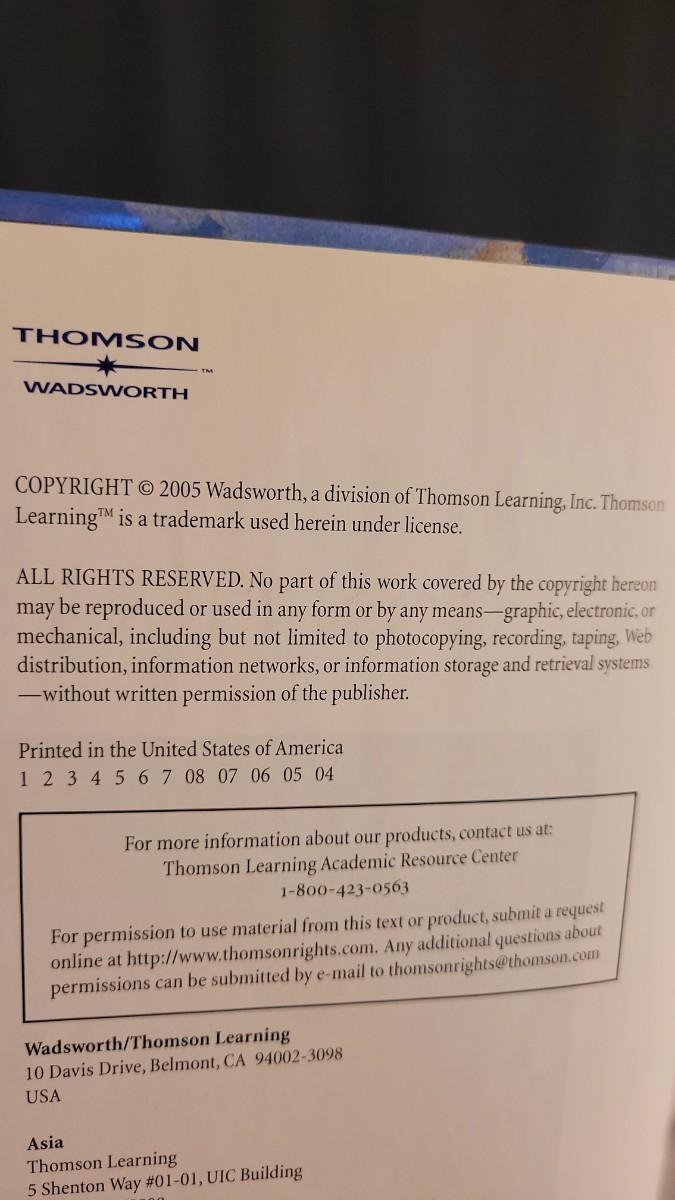 THOMSON
™
WADSWORTH
COPYRIGHT © 2005 Wadsworth, a division of Thomson Learning, Inc. Thomson
Learning™ is a trademark used herein under license.
ALL RIGHTS RESERVED. No part of this work covered by the copyright hereon
may be reproduced or used in any form or by any means—graphic, electronic, or
mechanical, including but not limited to photocopying, recording, taping, Web
distribution, information networks, or information storage and retrieval systems
—without written permission of the publisher.
Printed in the United States of America
1 2 3 4 5 6 7 08 07 06 05 04
For more information about our products, contact us at:
Thomson Learning Academic Resource Center
1-800-423-0563
For permission to use material from this text or product, submit a request
online at http://www.thomsonrights.com. Any additional questions about
permissions can be submitted by e-mail to thomsonrights@thomson.com
Wadsworth/Thomson Learning
10 Davis Drive, Belmont, CA 94002-3098
USA
Asia
Thomson Learning
5 Shenton Way #01-01, UIC Building